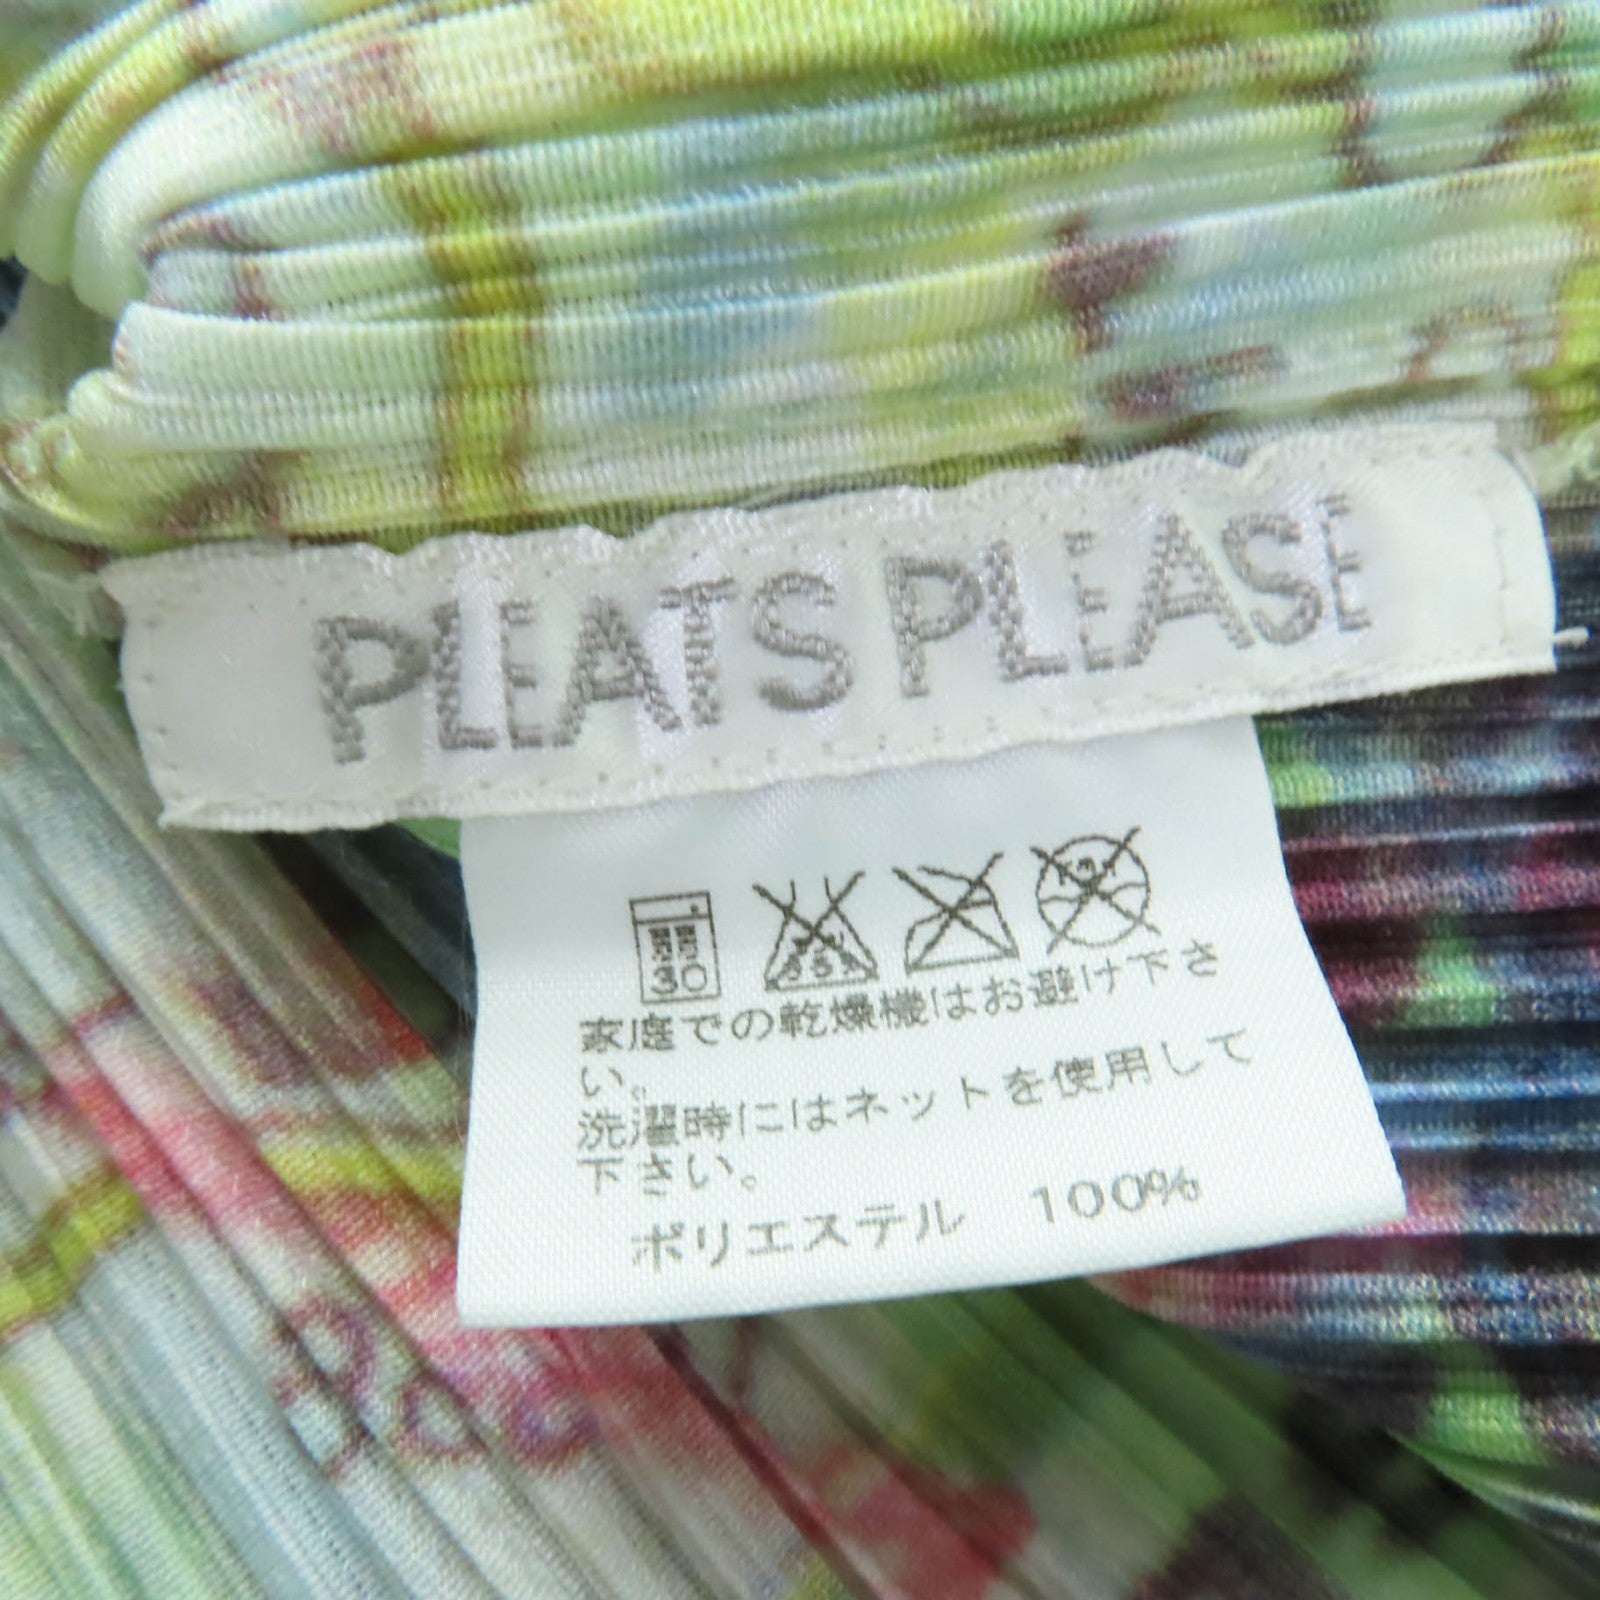 PLEATS PLEASE
30
家庭での乾燥機はお避け下さ
い。
洗濯時にはネットを使用して
下さい。
ポリエステル 100%